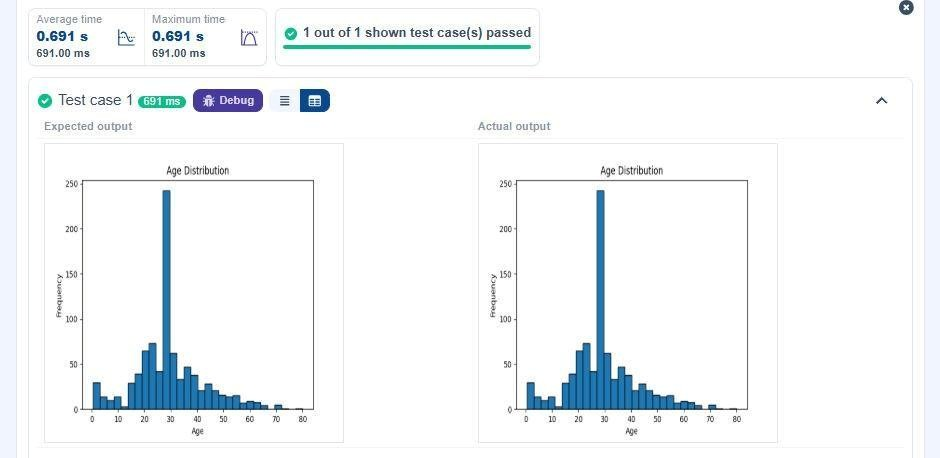 Average time
0.691 s
691.00 ms
Maximum time
0.691 s
691.00 ms
1 out of 1 shown test case(s) passed
Test case 1 691 ms Debug
Expected output
Actual output
Age Distribution
250
200
150
100
50
0
Frequency
0 10 20 30 40 50 60 70 80
Age
Age Distribution
250
200
150
100
50
0
Frequency
0 10 20 30 40 50 60 70 80
Age